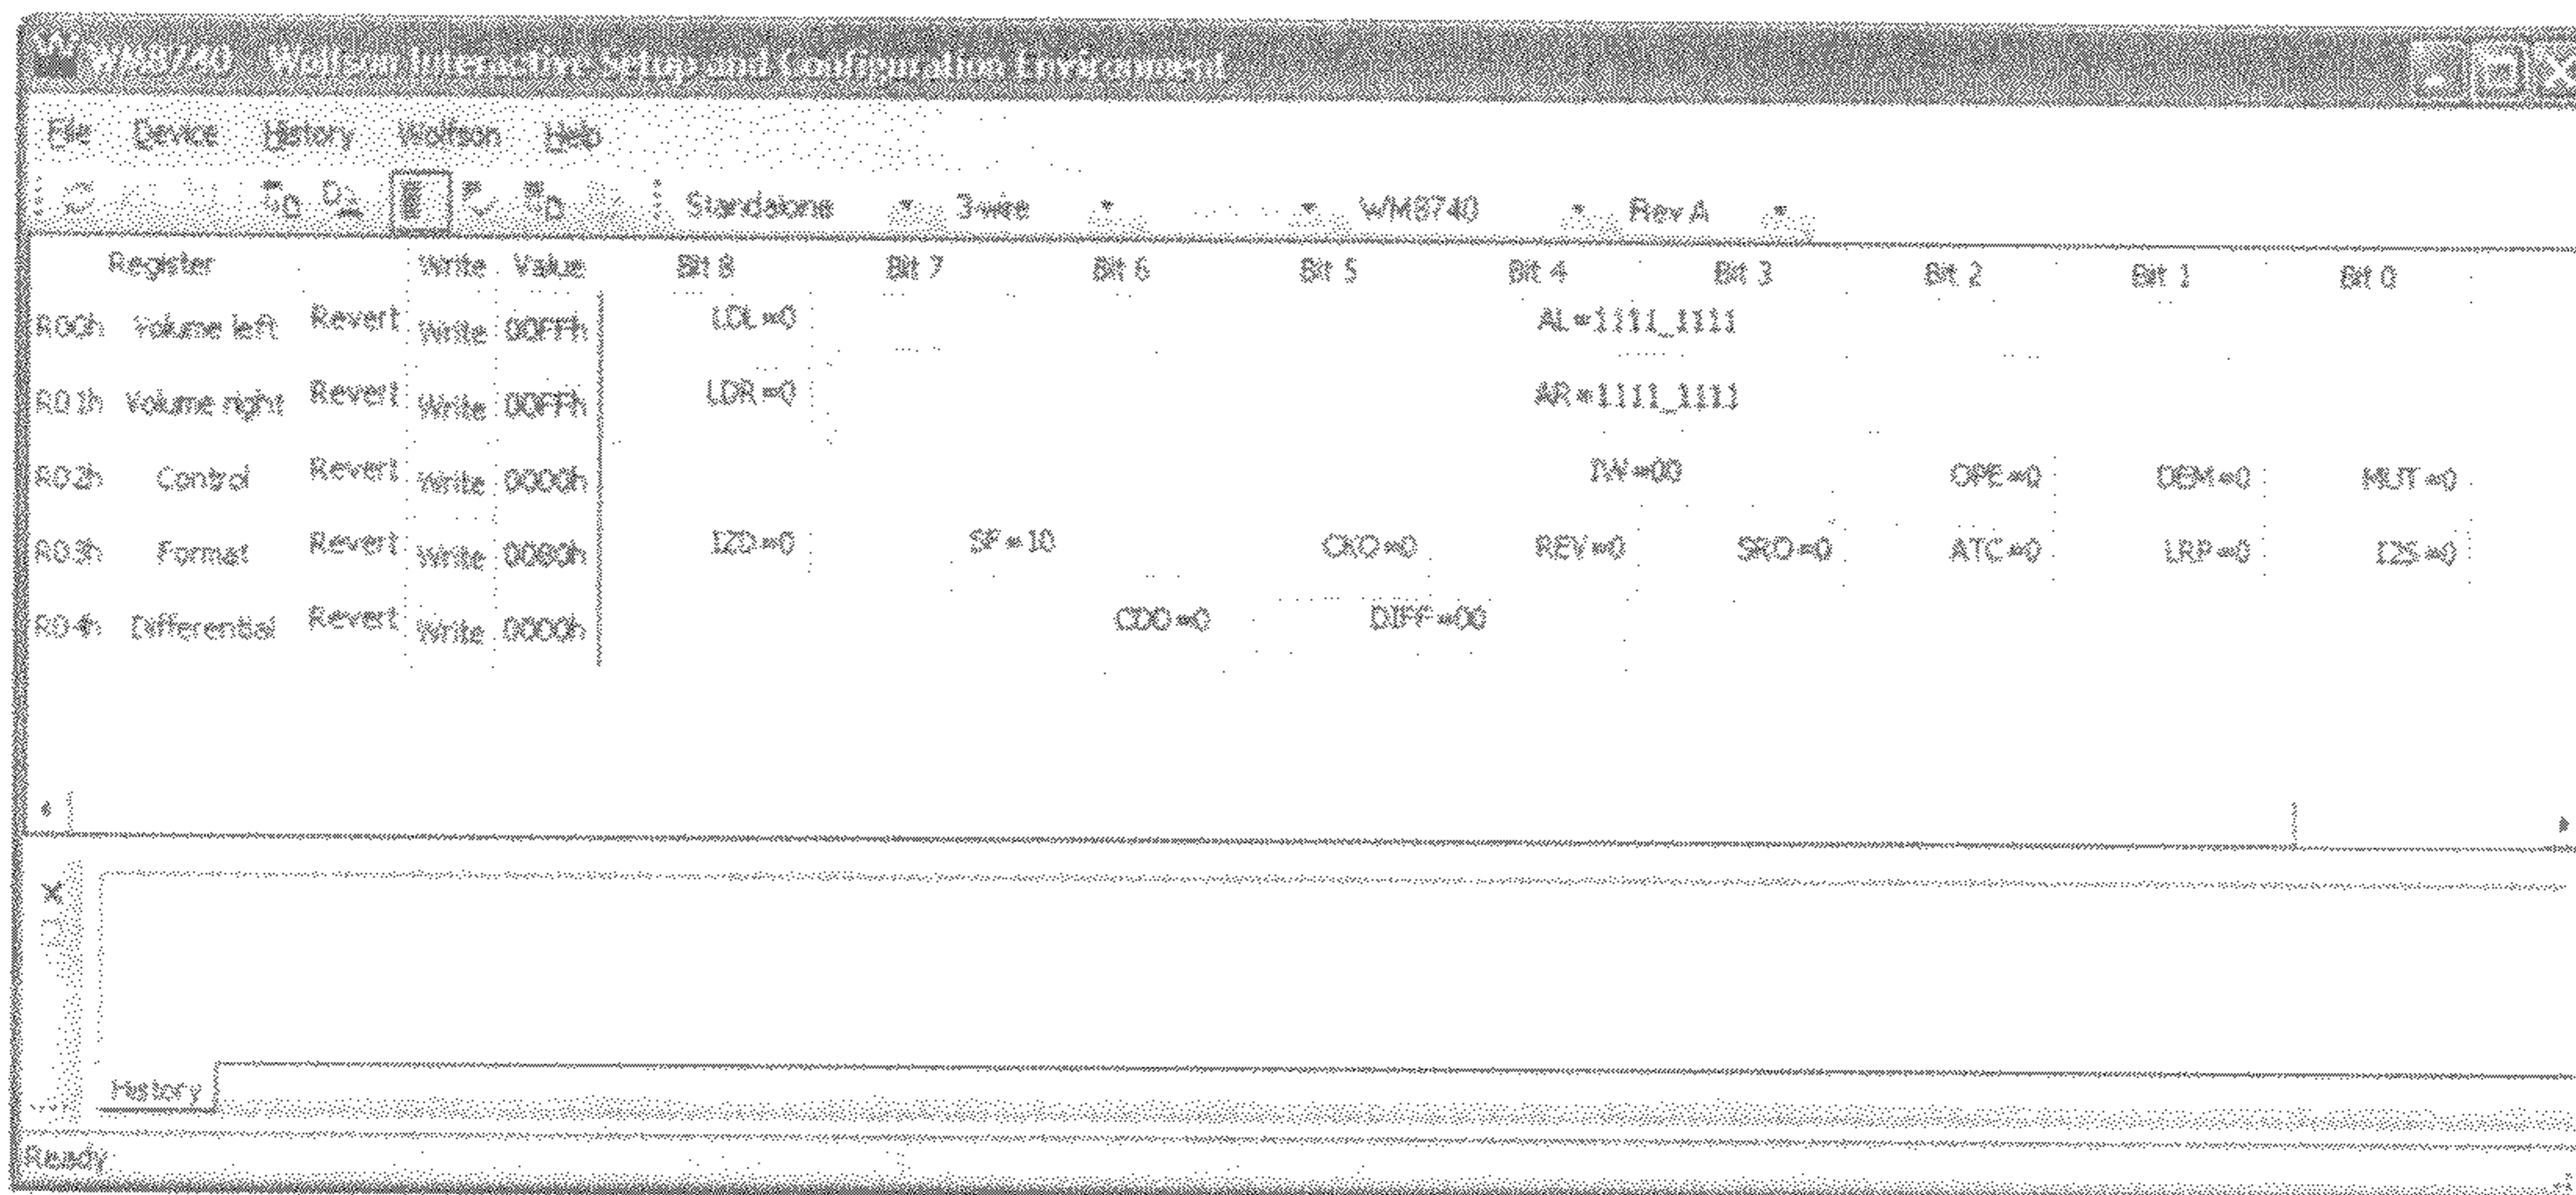 WM8740 Wolfson Interactive Setup and Configuration Environment
File Device History Wolfson Help
Standalone 3-wire WM8740 Rev A
Register Write Value Bit 8 Bit 7 Bit 6 Bit 5 Bit 4 Bit 3 Bit 2 Bit 1 Bit 0
R00h Volume left Revert Write 00FFh LDL=0 AL=1111_1111
R01h Volume right Revert Write 00FFh LDR=0 AR=1111_1111
R02h Control Revert Write 0000h IW=00 OPE=0 DEM=0 MUT=0
R03h Format Revert Write 0080h IZD=0 SF=10 CKO=0 REV=0 SRO=0 ATC=0 LRP=0 I2S=0
R04h Differential Revert Write 0000h CDD=0 DIFF=00
History
Ready